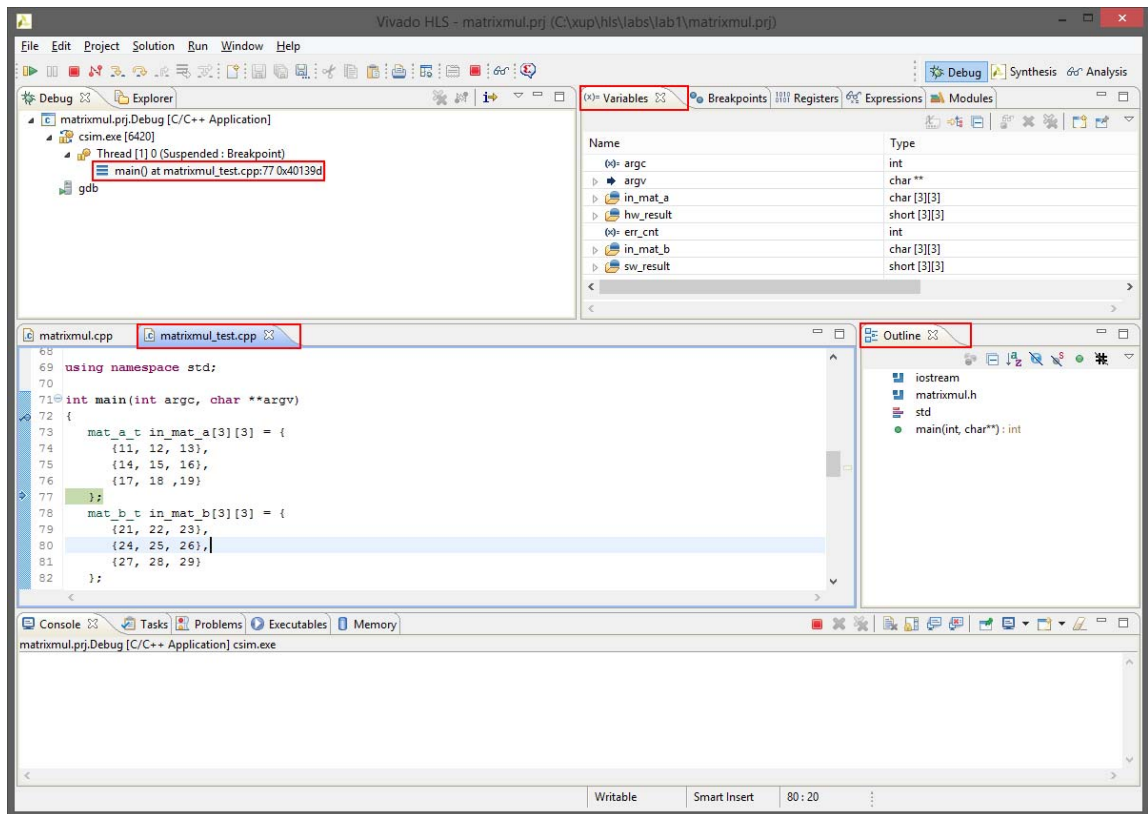 Vivado HLS - matrixmul.prj (C:\xup\hls\labs\lab1\matrixmul.prj)
File Edit Project Solution Run Window Help
Debug Synthesis Analysis
Debug Explorer
matrixmul.prj.Debug [C/C++ Application]
csim.exe [6420]
Thread [1] 0 (Suspended : Breakpoint)
main() at matrixmul_test.cpp:77 0x40139d
gdb
(x)= Variables Breakpoints Registers Expressions Modules
Name Type
(x)= argc int
argv char **
in_mat_a char [3][3]
hw_result short [3][3]
(x)= err_cnt int
in_mat_b char [3][3]
sw_result short [3][3]
matrixmul.cpp matrixmul_test.cpp
68
69 using namespace std;
70
71 int main(int argc, char **argv)
72 {
73 mat_a_t in_mat_a[3][3] = {
74 {11, 12, 13},
75 {14, 15, 16},
76 {17, 18 ,19}
77 };
78 mat_b_t in_mat_b[3][3] = {
79 {21, 22, 23},
80 {24, 25, 26},
81 {27, 28, 29}
82 };
Outline
iostream
matrixmul.h
std
main(int, char**) : int
Console Tasks Problems Executables Memory
matrixmul.prj.Debug [C/C++ Application] csim.exe
Writable Smart Insert 80 : 20